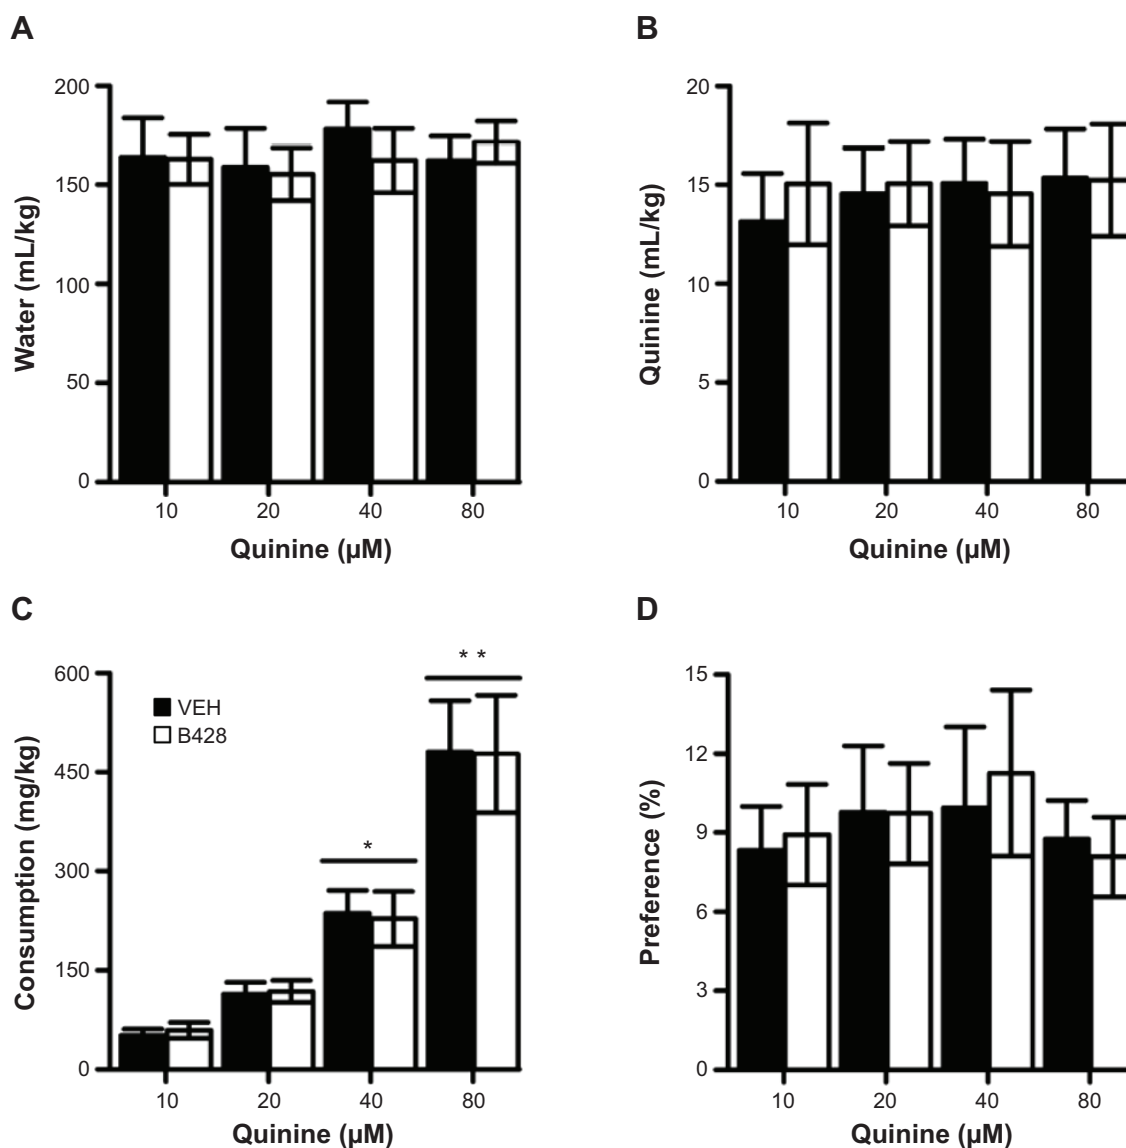 A
200
150
100
50
0
Water (mL/kg)
10 20 40 80
Quinine (µM)
B
20
15
10
5
0
Quinine (mL/kg)
10 20 40 80
Quinine (µM)
C
600
450
300
150
0
Consumption (mg/kg)
VEH
B428
*
* *
10 20 40 80
Quinine (µM)
D
15
12
9
6
3
0
Preference (%)
10 20 40 80
Quinine (µM)